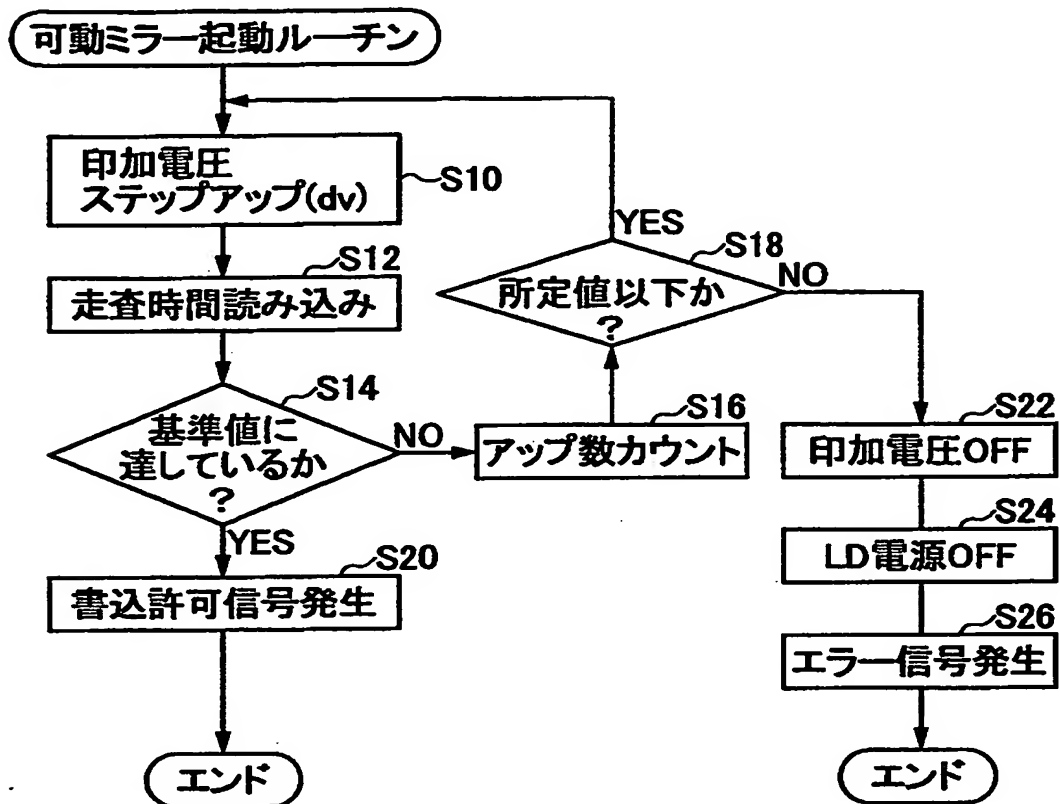 可動ミラー起動ルーチン
印加電圧
ステップアップ(dv)
S10
S12
走査時間読み込み
S14
基準値に
達しているか
?
NO
YES
S16
アップ数カウント
S18
所定値以下か
?
YES
NO
S20
書込許可信号発生
エンド
S22
印加電圧OFF
S24
LD電源OFF
S26
エラー信号発生
エンド